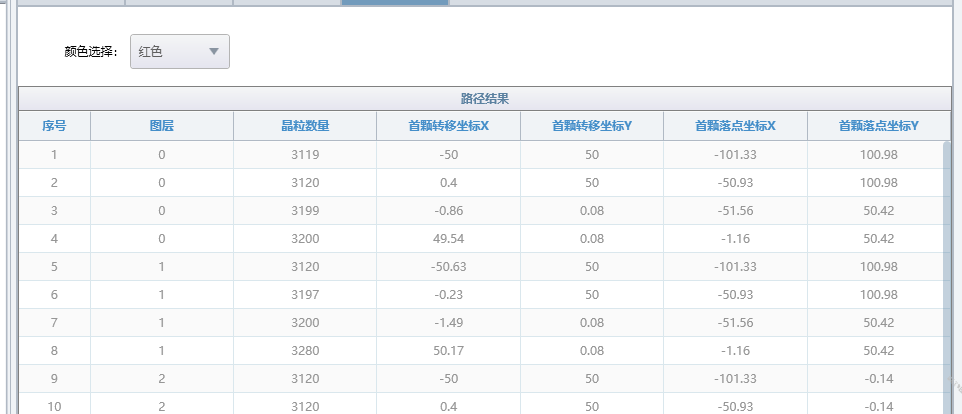 颜色选择： 红色
路径结果
序号 图层 晶粒数量 首颗转移坐标X 首颗转移坐标Y 首颗落点坐标X 首颗落点坐标Y
1 0 3119 -50 50 -101.33 100.98
2 0 3120 0.4 50 -50.93 100.98
3 0 3199 -0.86 0.08 -51.56 50.42
4 0 3200 49.54 0.08 -1.16 50.42
5 1 3120 -50.63 50 -101.33 100.98
6 1 3197 -0.23 50 -50.93 100.98
7 1 3200 -1.49 0.08 -51.56 50.42
8 1 3280 50.17 0.08 -1.16 50.42
9 2 3120 -50 50 -101.33 -0.14
10 2 3120 0.4 50 -50.93 -0.14